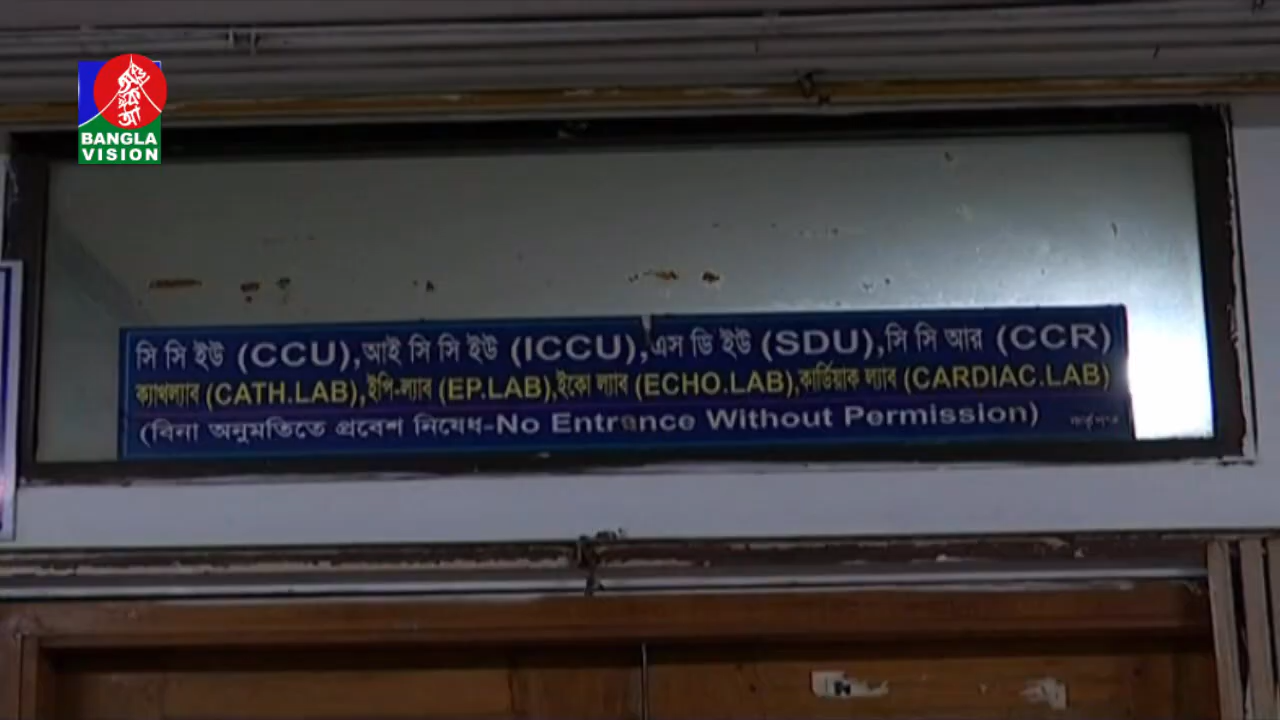 BANGLA
VISION
সি সি ইউ (CCU),আই সি সি ইউ (ICCU),এস ডি ইউ (SDU),সি সি আর (CCR)
ক্যাথল্যাব (CATH.LAB),ইপি-ল্যাব (EP.LAB),ইকো ল্যাব (ECHO.LAB),কার্ডিয়াক ল্যাব (CARDIAC.LAB)
(বিনা অনুমতিতে প্রবেশ নিষেধ-No Entrance Without Permission)